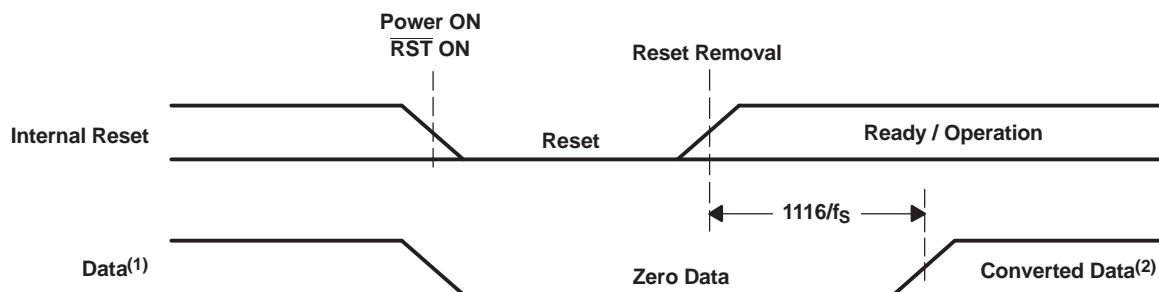 Power ON
RST ON
Reset Removal
Internal Reset
Reset
Ready / Operation
1116/fS
Data(1)
Zero Data
Converted Data(2)